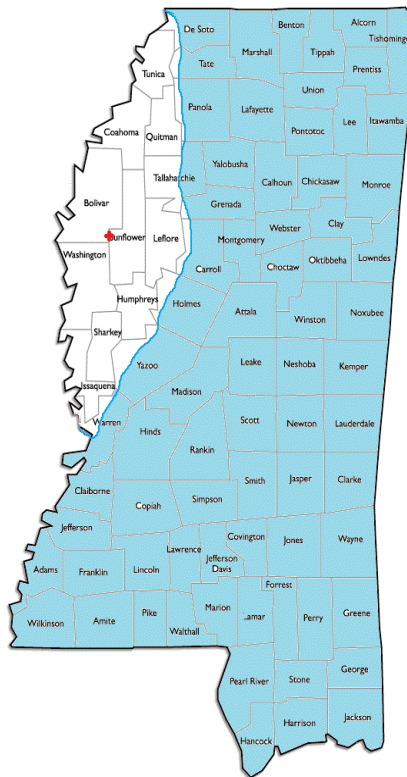 De Soto
Benton
Alcorn
Tishomingo
Marshall
Tippah
Tate
Prentiss
Tunica
Union
Panola
Lafayette
Lee
Itawamba
Coahoma
Quitman
Pontotoc
Yalobusha
Tallahatchie
Calhoun
Chickasaw
Monroe
Bolivar
Grenada
Clay
Webster
Sunflower
Leflore
Montgomery
Washington
Oktibbeha
Lowndes
Choctaw
Carroll
Humphreys
Holmes
Attala
Noxubee
Winston
Sharkey
Yazoo
Leake
Neshoba
Kemper
Issaquena
Madison
Warren
Scott
Newton
Lauderdale
Hinds
Rankin
Smith
Jasper
Clarke
Claiborne
Simpson
Copiah
Jefferson
Covington
Jones
Wayne
Lawrence
Jefferson
Davis
Adams
Franklin
Lincoln
Forrest
Marion
Pike
Lamar
Perry
Greene
Wilkinson
Amite
Walthall
George
Pearl River
Stone
Jackson
Harrison
Hancock